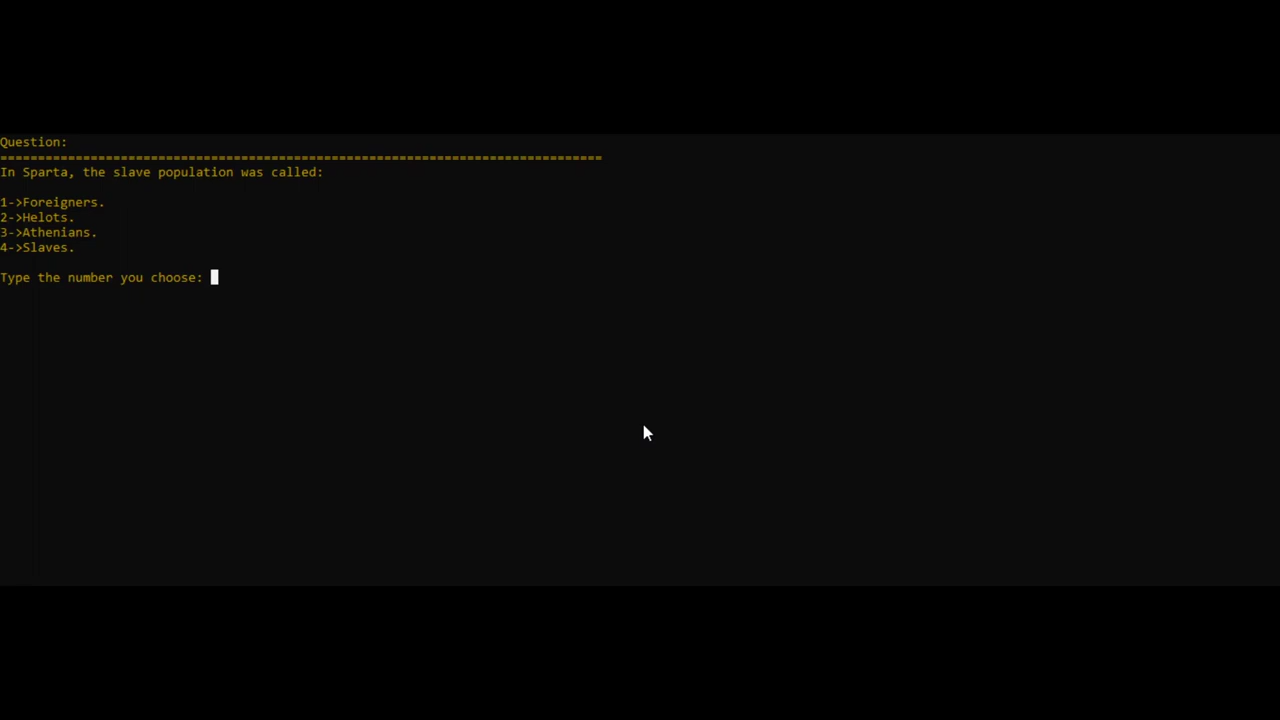 Question:
================================================================================
In Sparta, the slave population was called:
1->Foreigners.
2->Helots.
3->Athenians.
4->Slaves.
Type the number you choose: